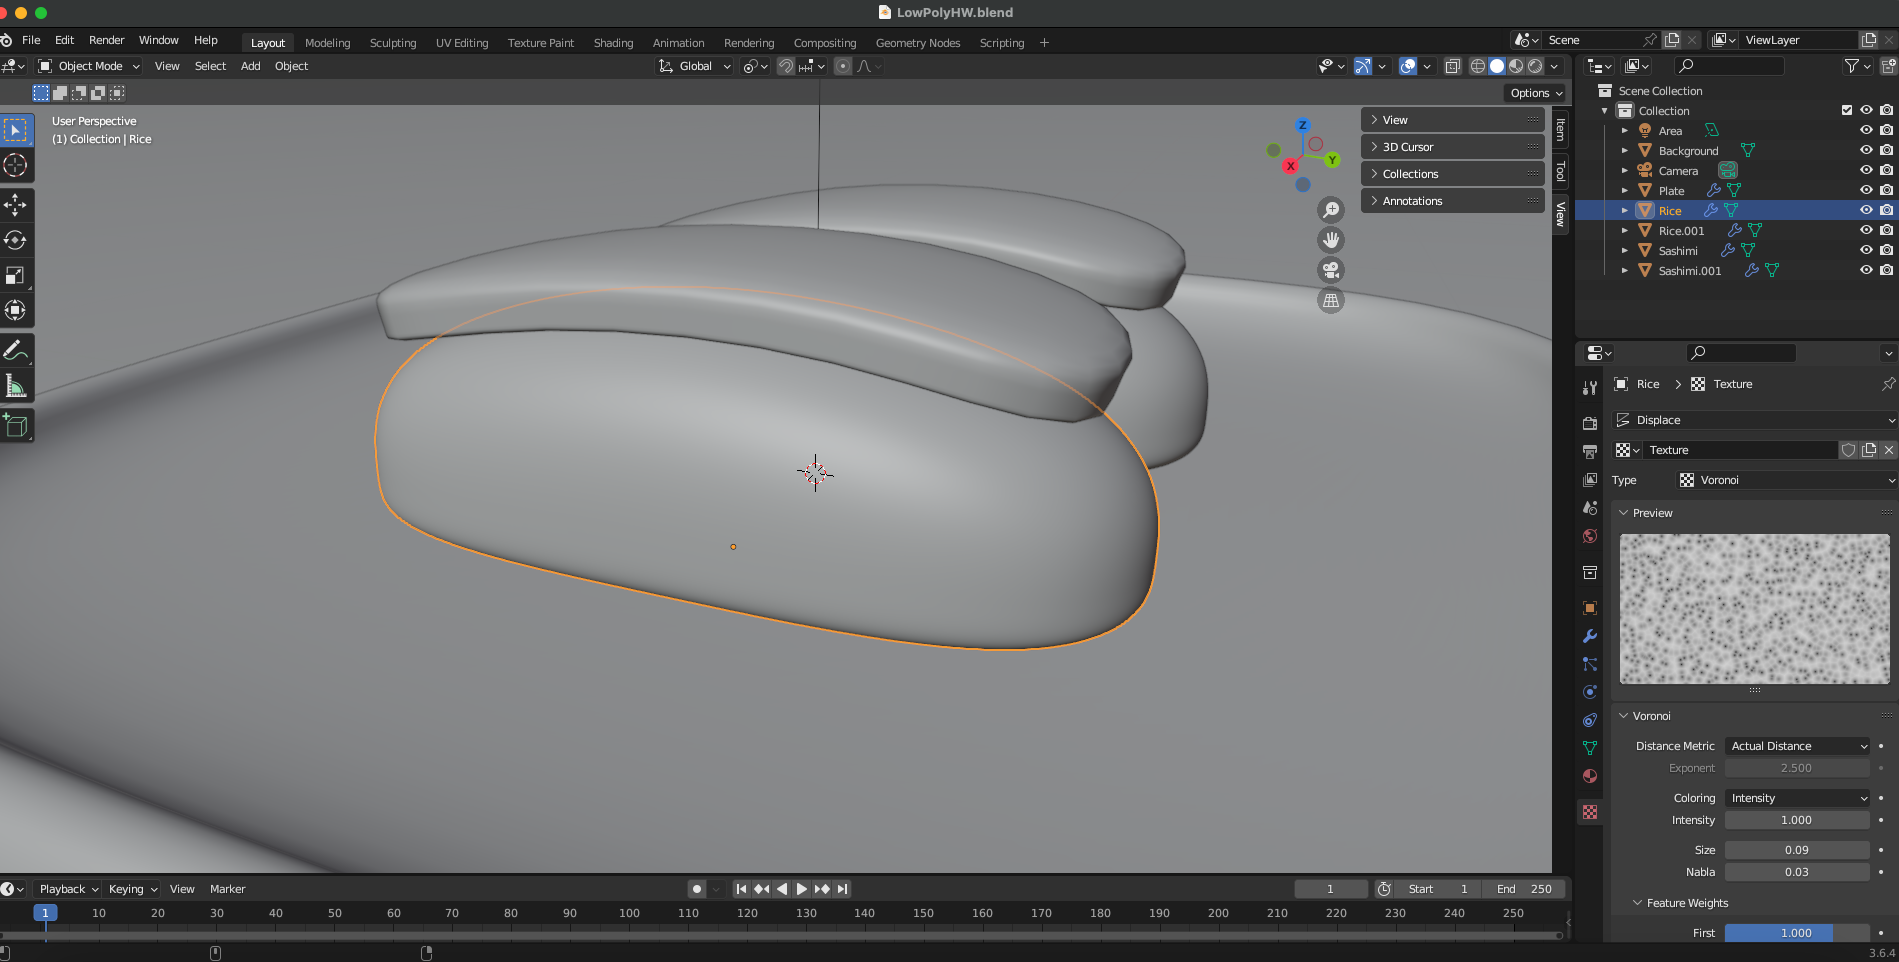 LowPolyHW.blend
File Edit Render Window Help Layout Modeling Sculpting UV Editing Texture Paint Shading Animation Rendering Compositing Geometry Nodes Scripting + Scene ViewLayer
Object Mode View Select Add Object Global
Options
User Perspective
(1) Collection | Rice
Z
Y
X
View
3D Cursor
Collections
Annotations
Item
Tool
View
Scene Collection
Collection
Area
Background
Camera
Plate
Rice
Rice.001
Sashimi
Sashimi.001
Rice > Texture
Displace
Texture
Type Voronoi
Preview
Voronoi
Distance Metric Actual Distance
Exponent 2.500
Coloring Intensity
Intensity 1.000
Size 0.09
Nabla 0.03
Feature Weights
First 1.000
Playback Keying View Marker 1 Start 1 End 250
1 10 20 30 40 50 60 70 80 90 100 110 120 130 140 150 160 170 180 190 200 210 220 230 240 250
3.6.4